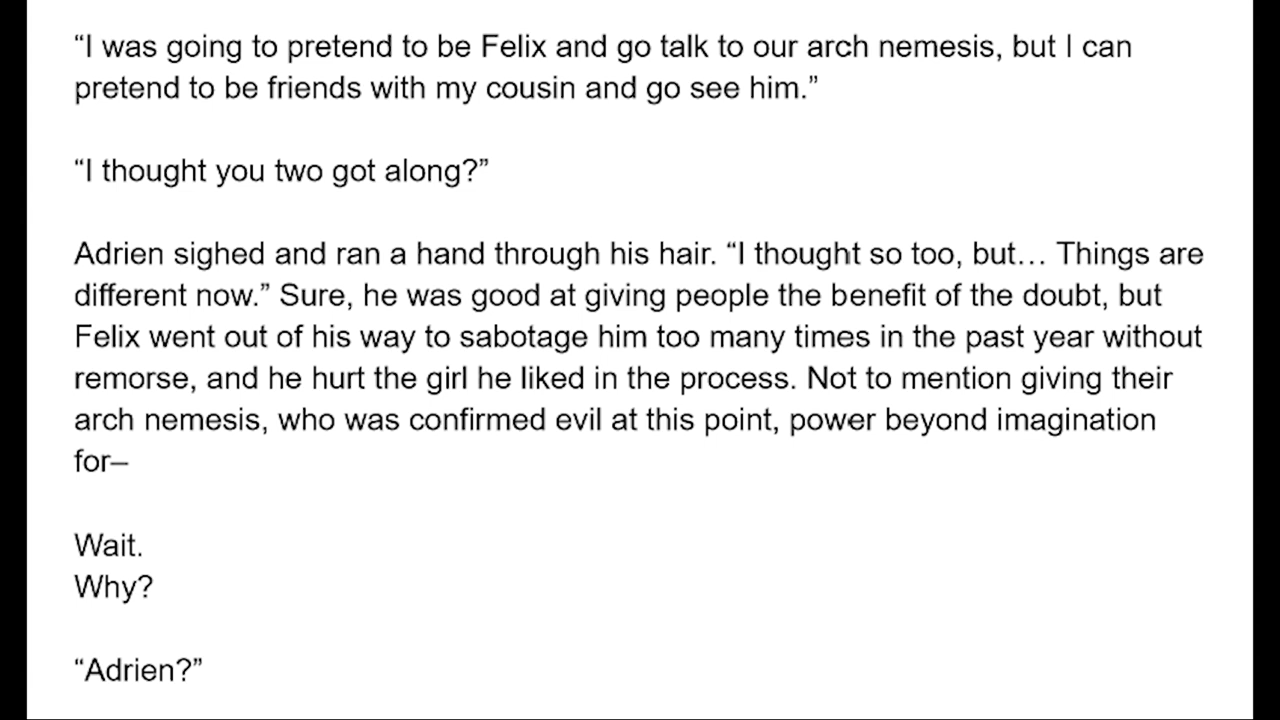 “I was going to pretend to be Felix and go talk to our arch nemesis, but I can
pretend to be friends with my cousin and go see him.”
“I thought you two got along?”
Adrien sighed and ran a hand through his hair. “I thought so too, but… Things are
different now.” Sure, he was good at giving people the benefit of the doubt, but
Felix went out of his way to sabotage him too many times in the past year without
remorse, and he hurt the girl he liked in the process. Not to mention giving their
arch nemesis, who was confirmed evil at this point, power beyond imagination
for–
Wait.
Why?
“Adrien?”